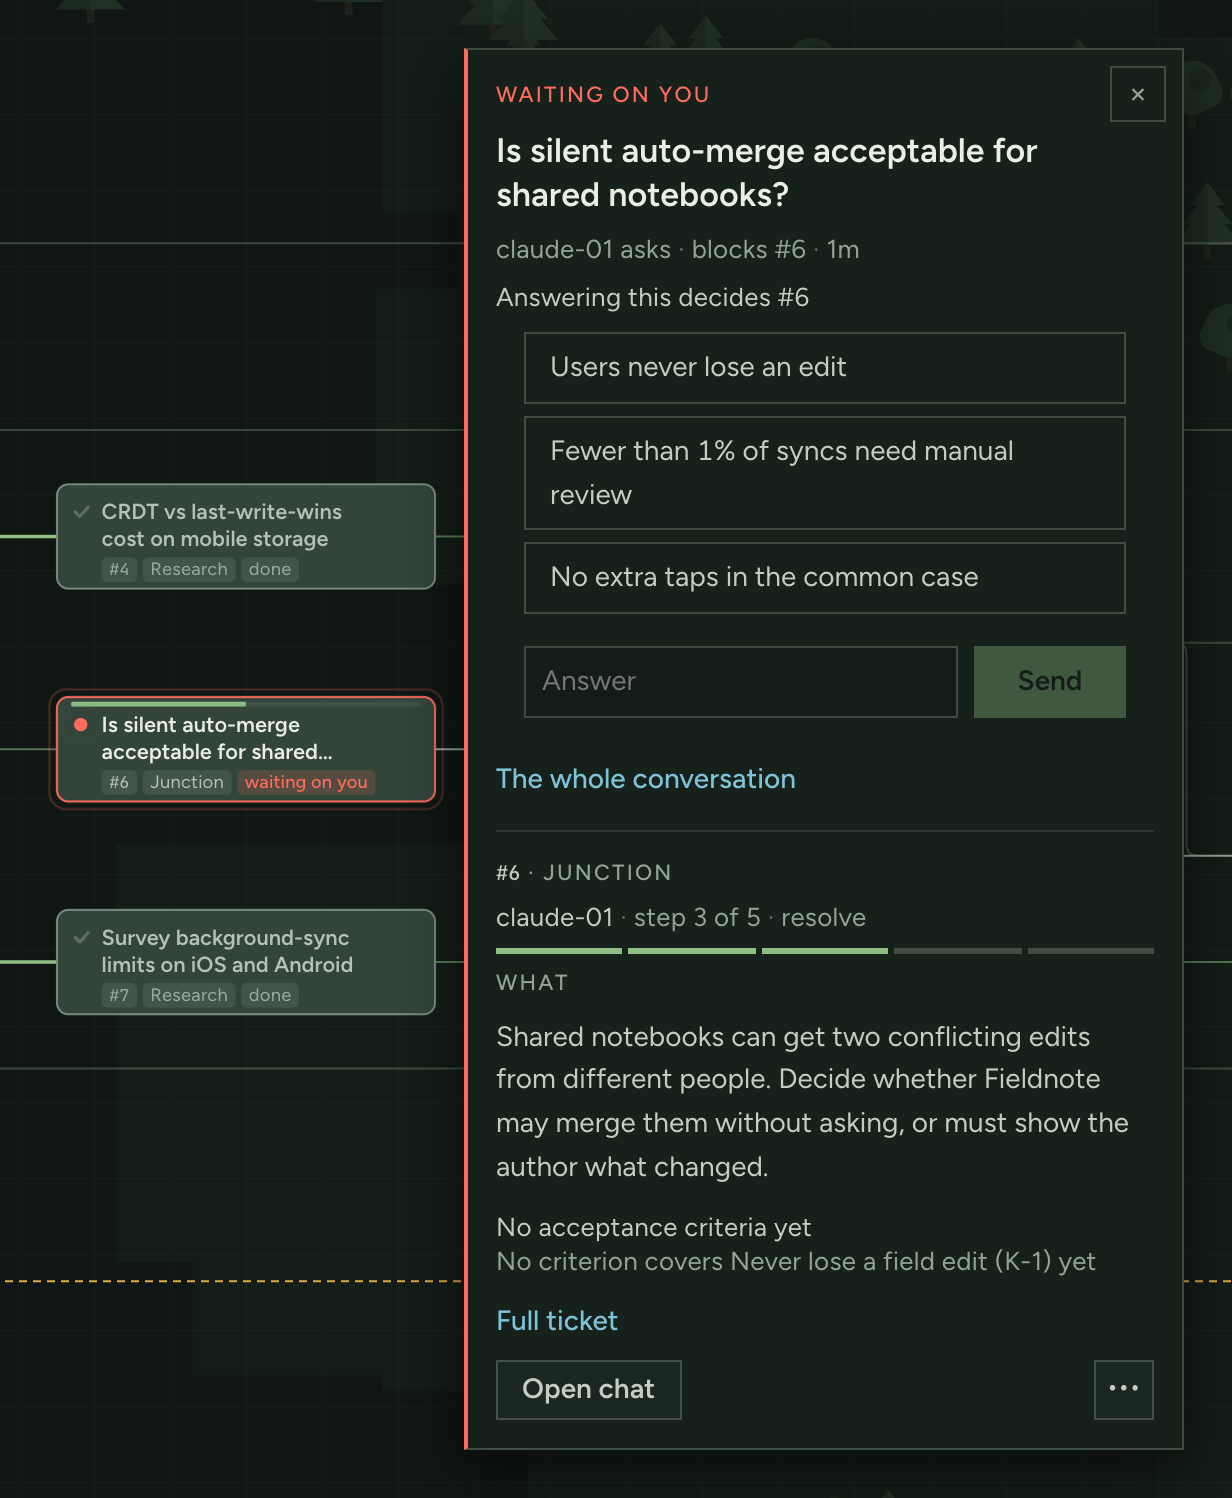 CRDT vs last-write-wins
cost on mobile storage
#4 Research done
Is silent auto-merge
acceptable for shared...
#6 Junction waiting on you
Survey background-sync
limits on iOS and Android
#7 Research done
WAITING ON YOU
×
Is silent auto-merge acceptable for
shared notebooks?
claude-01 asks · blocks #6 · 1m
Answering this decides #6
Users never lose an edit
Fewer than 1% of syncs need manual
review
No extra taps in the common case
Answer
Send
The whole conversation
#6 · JUNCTION
claude-01 · step 3 of 5 · resolve
WHAT
Shared notebooks can get two conflicting edits
from different people. Decide whether Fieldnote
may merge them without asking, or must show the
author what changed.
No acceptance criteria yet
No criterion covers Never lose a field edit (K-1) yet
Full ticket
Open chat
...